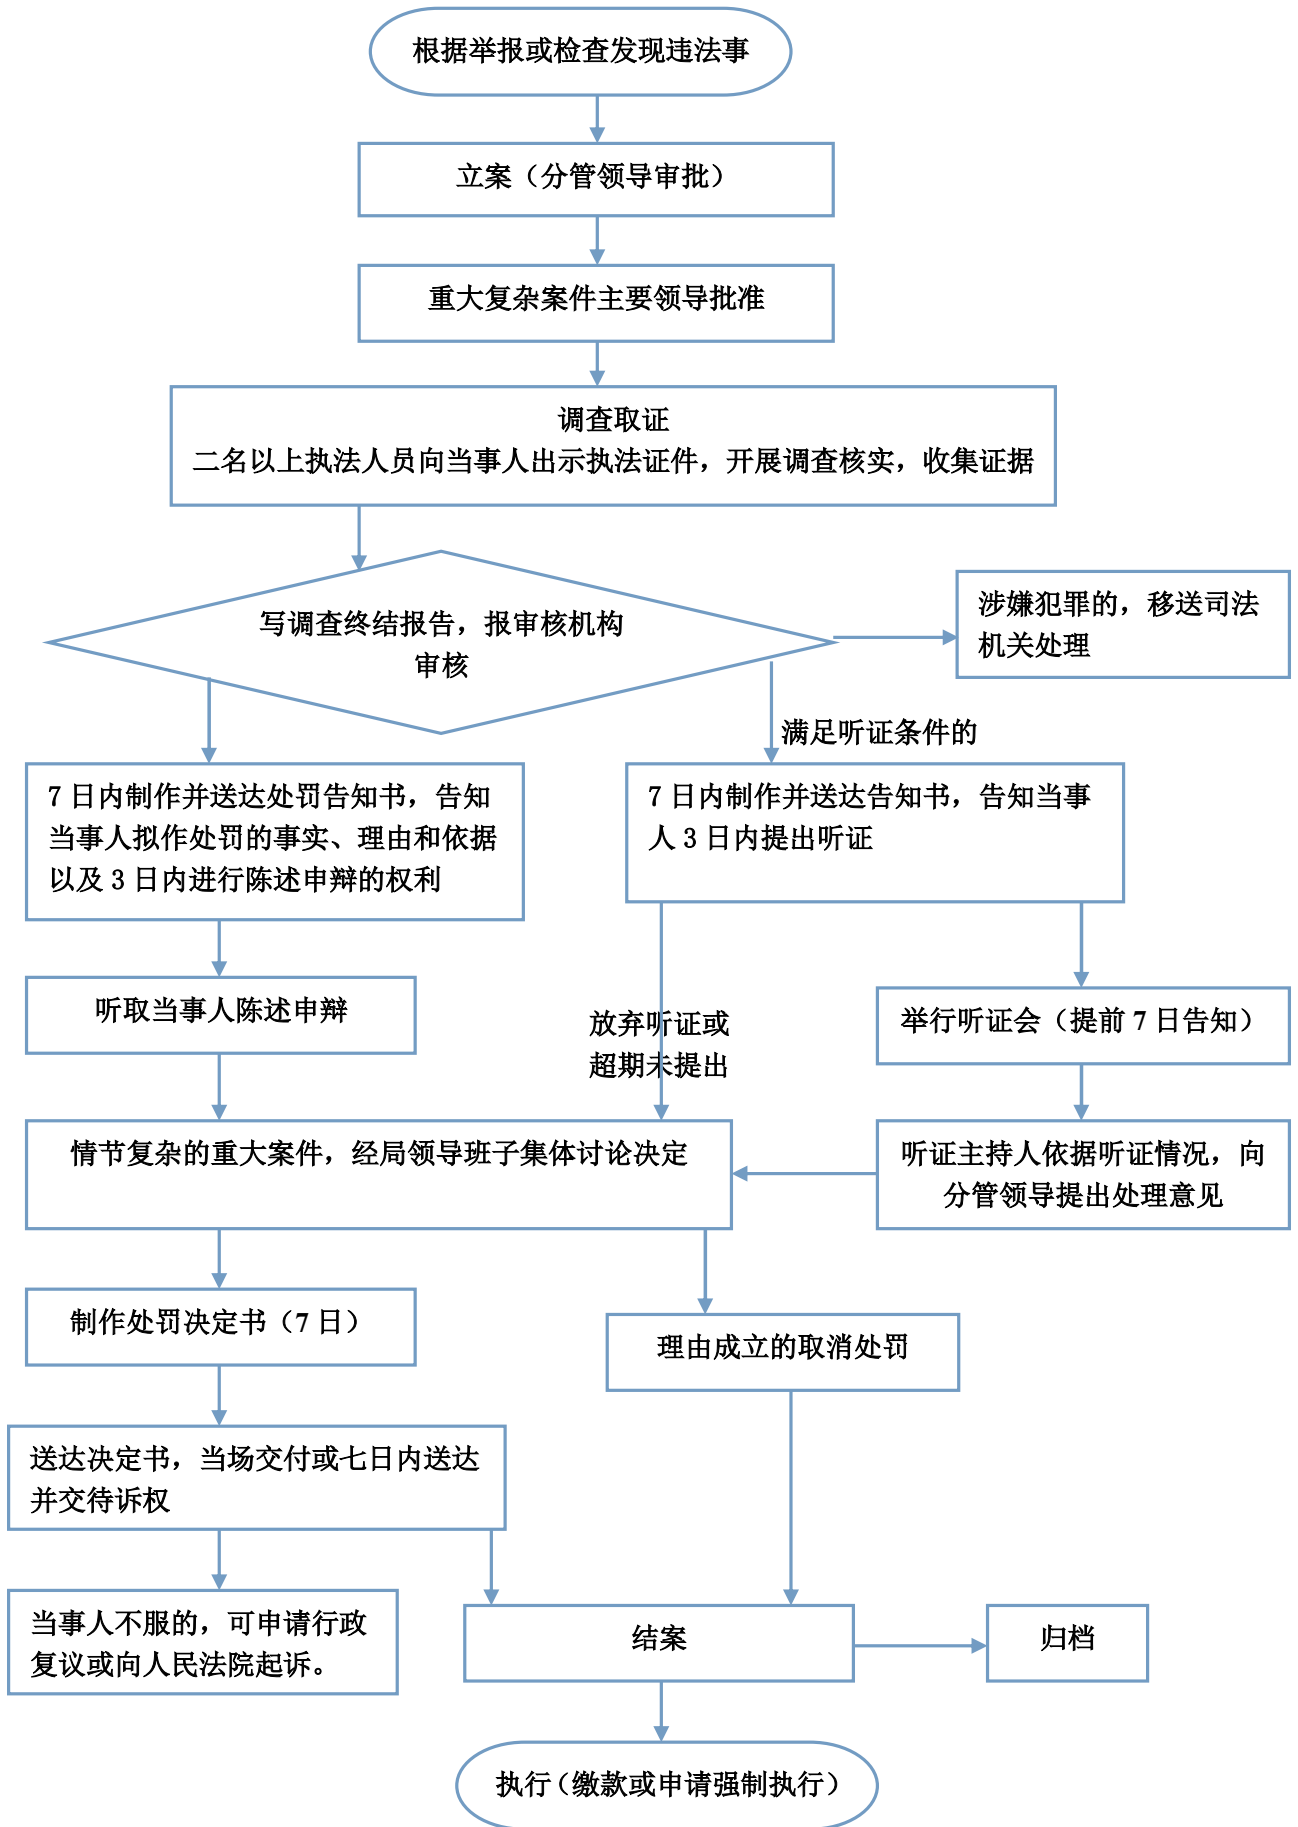 根据举报或检查发现违法事
立案（分管领导审批）
重大复杂案件主要领导批准
调查取证
二名以上执法人员向当事人出示执法证件，开展调查核实，收集证据
写调查终结报告，报审核机构
审核
涉嫌犯罪的，移送司法
机关处理
满足听证条件的
7 日内制作并送达处罚告知书，告知
当事人拟作处罚的事实、理由和依据
以及 3 日内进行陈述申辩的权利
7 日内制作并送达告知书，告知当事
人 3 日内提出听证
听取当事人陈述申辩
放弃听证或
超期未提出
举行听证会（提前 7 日告知）
情节复杂的重大案件，经局领导班子集体讨论决定
听证主持人依据听证情况，向
分管领导提出处理意见
制作处罚决定书（7 日）
理由成立的取消处罚
送达决定书，当场交付或七日内送达
并交待诉权
当事人不服的，可申请行政
复议或向人民法院起诉。
结案
归档
执行（缴款或申请强制执行）